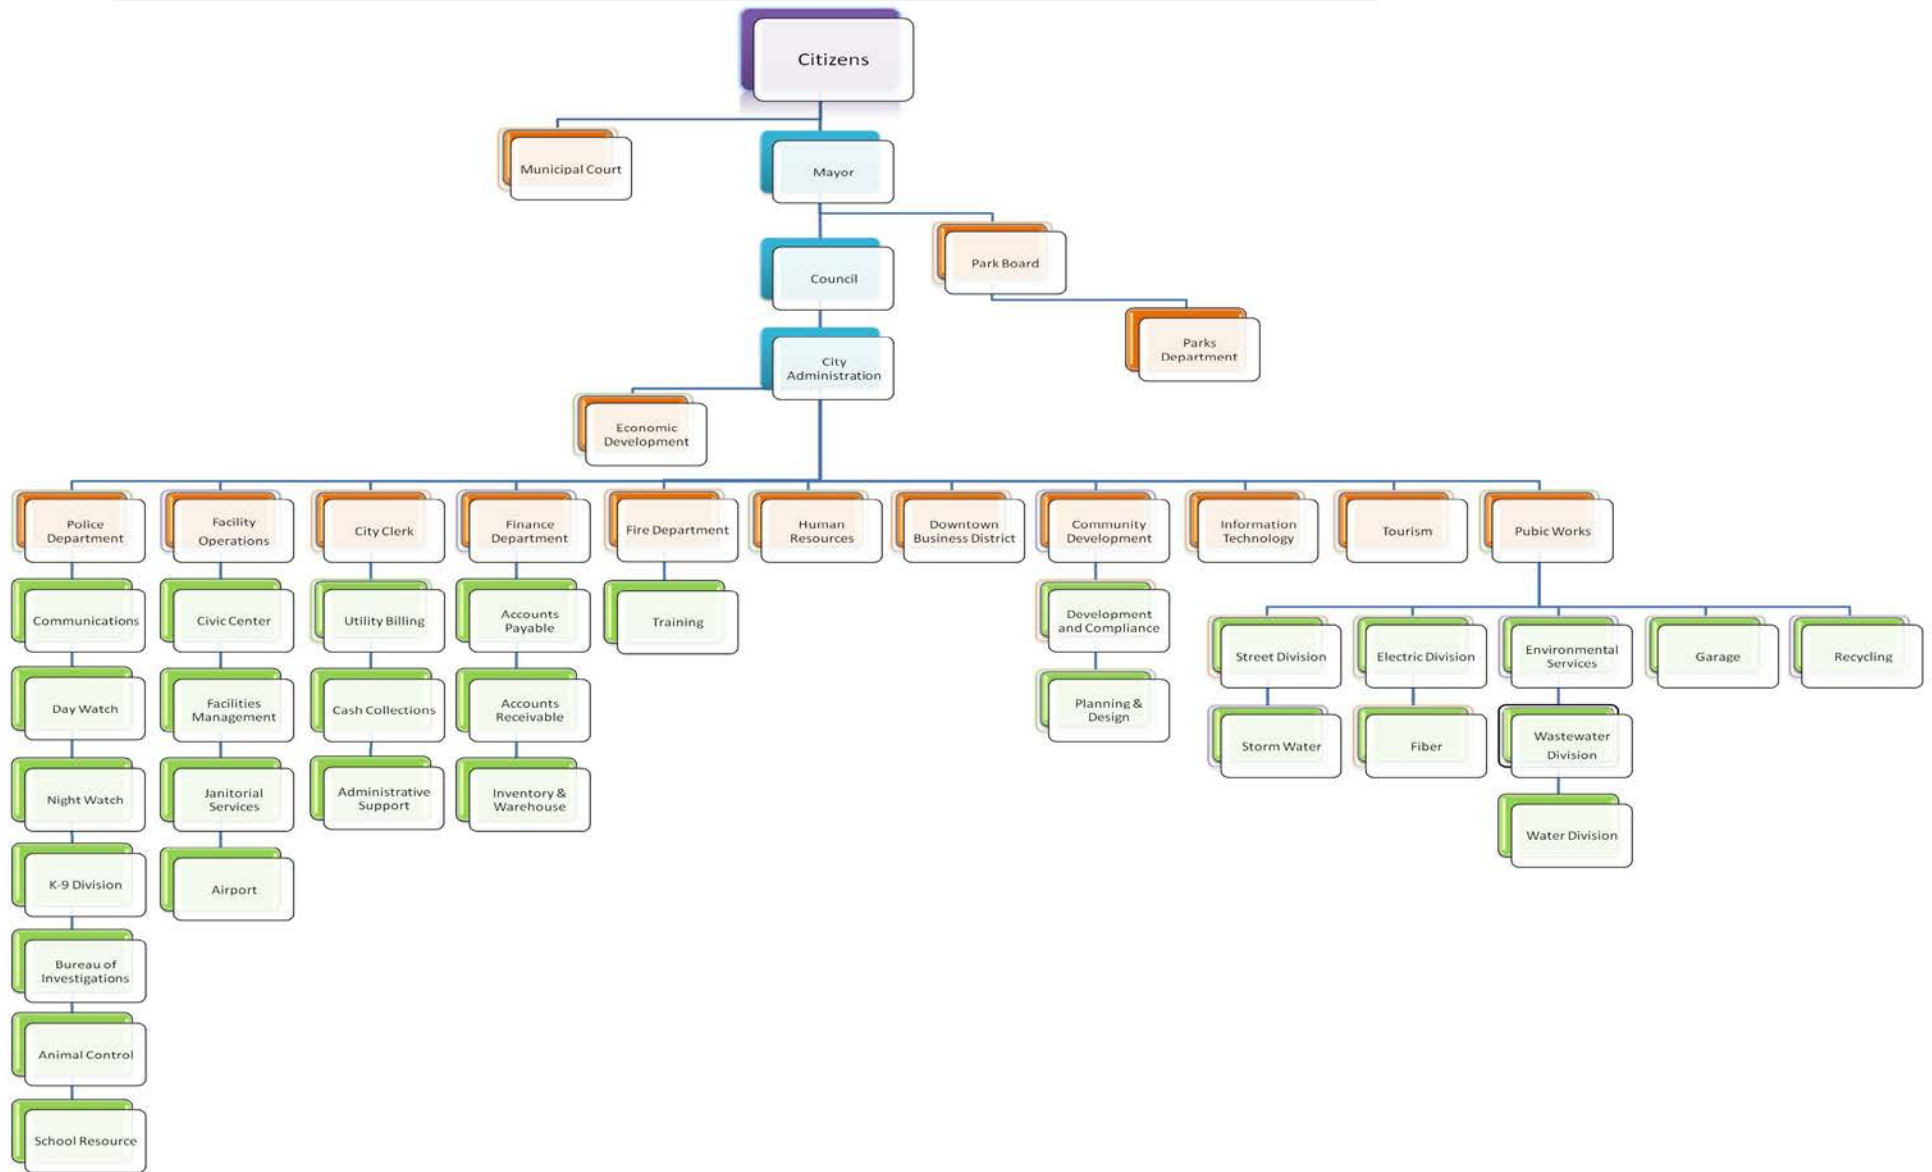 Citizens
Municipal Court
Mayor
Park Board
Council
Parks
Department
City
Administration
Economic
Development
Police
Department
Facility
Operations
City Clerk
Finance
Department
Fire Department
Human
Resources
Downtown
Business District
Community
Development
Information
Technology
Tourism
Pubic Works
Communications
Civic Center
Utility Billing
Accounts
Payable
Training
Development
and Compliance
Street Division
Electric Division
Environmental
Services
Garage
Recycling
Day Watch
Facilities
Management
Cash Collections
Accounts
Receivable
Planning &
Design
Storm Water
Fiber
Wastewater
Division
Night Watch
Janitorial
Services
Administrative
Support
Inventory &
Warehouse
Water Division
K-9 Division
Airport
Bureau of
Investigations
Animal Control
School Resource